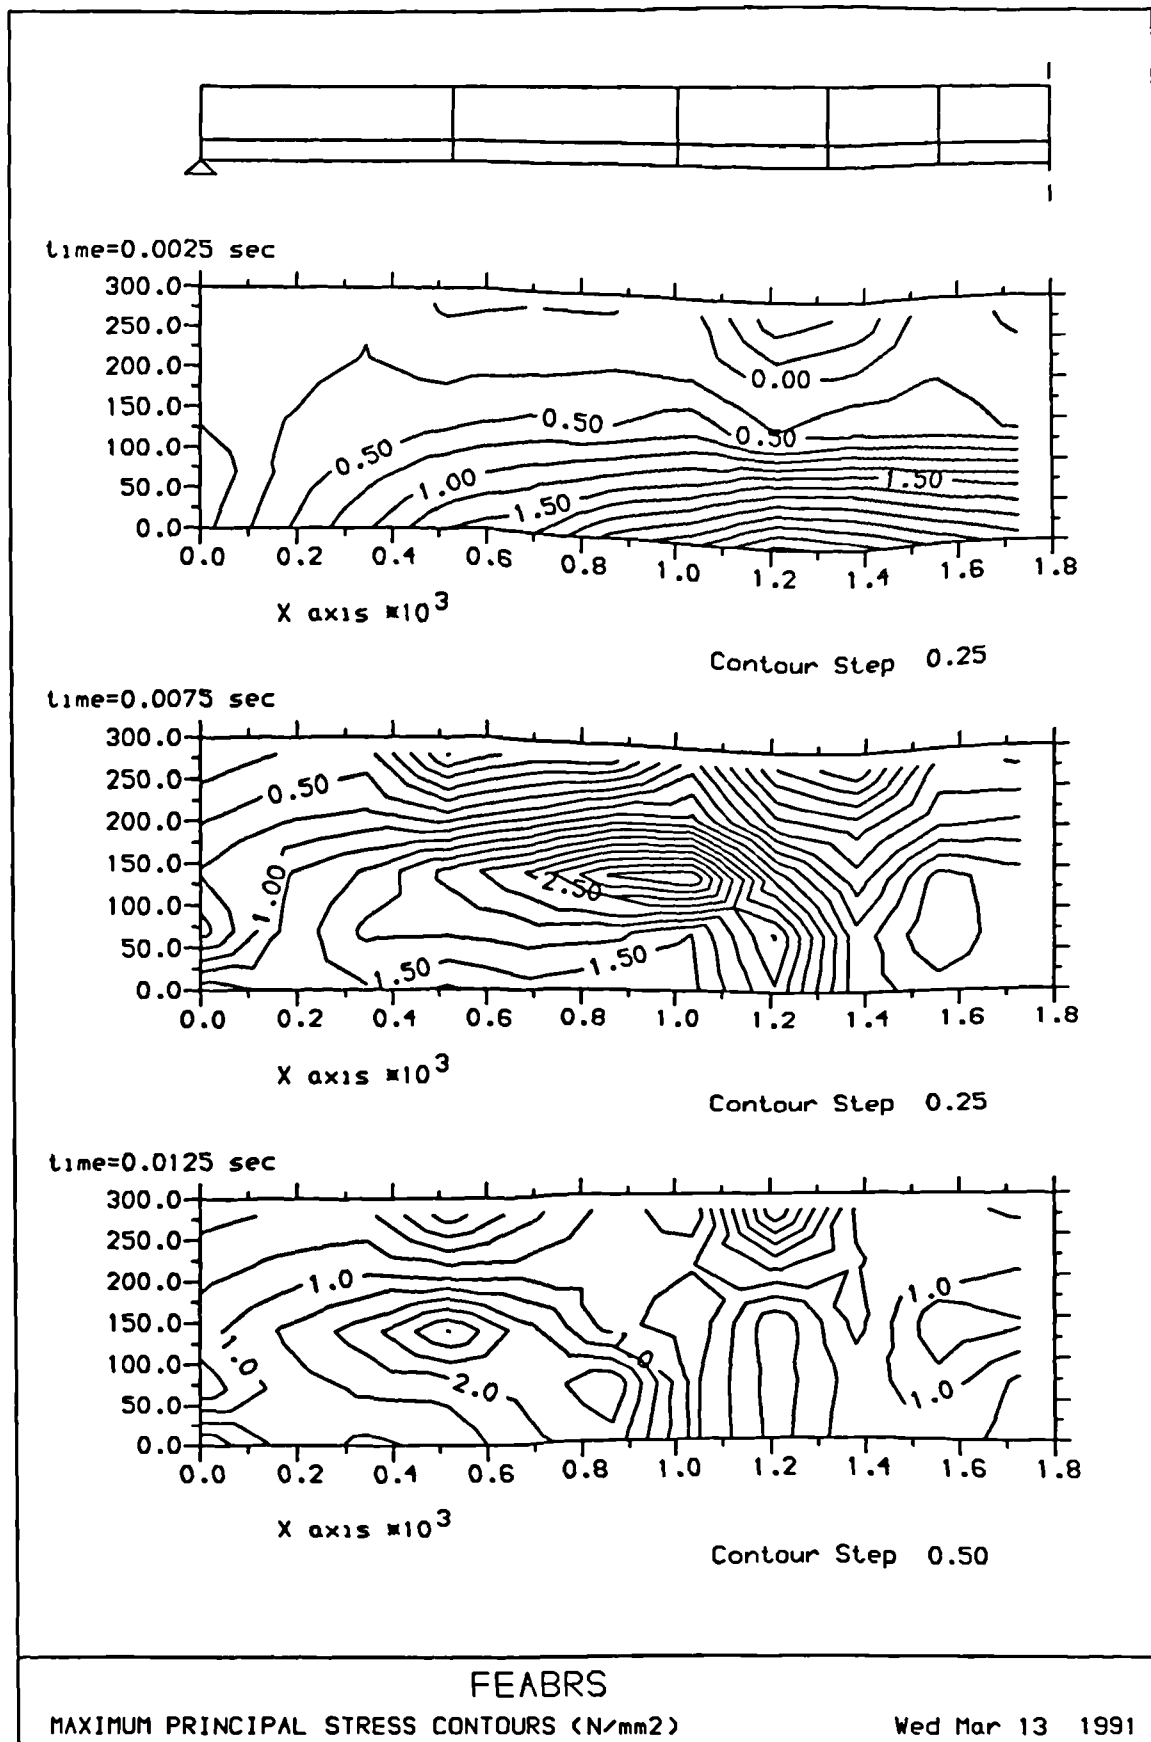 time=0.0025 sec
300.0
250.0
200.0
150.0
100.0
50.0
0.0
0.00
0.50
0.50
0.50
1.00
1.50
1.50
0.0 0.2 0.4 0.6 0.8 1.0 1.2 1.4 1.6 1.8
X axis *10³
Contour Step 0.25
time=0.0075 sec
300.0
250.0
200.0
150.0
100.0
50.0
0.0
0.50
1.00
2.50
1.50
1.50
0.0 0.2 0.4 0.6 0.8 1.0 1.2 1.4 1.6 1.8
X axis *10³
Contour Step 0.25
time=0.0125 sec
300.0
250.0
200.0
150.0
100.0
50.0
0.0
1.0
1.0
1.0
1.0
2.0
1.0
0.0 0.2 0.4 0.6 0.8 1.0 1.2 1.4 1.6 1.8
X axis *10³
Contour Step 0.50
FEABRS
MAXIMUM PRINCIPAL STRESS CONTOURS (N/mm2) Wed Mar 13 1991